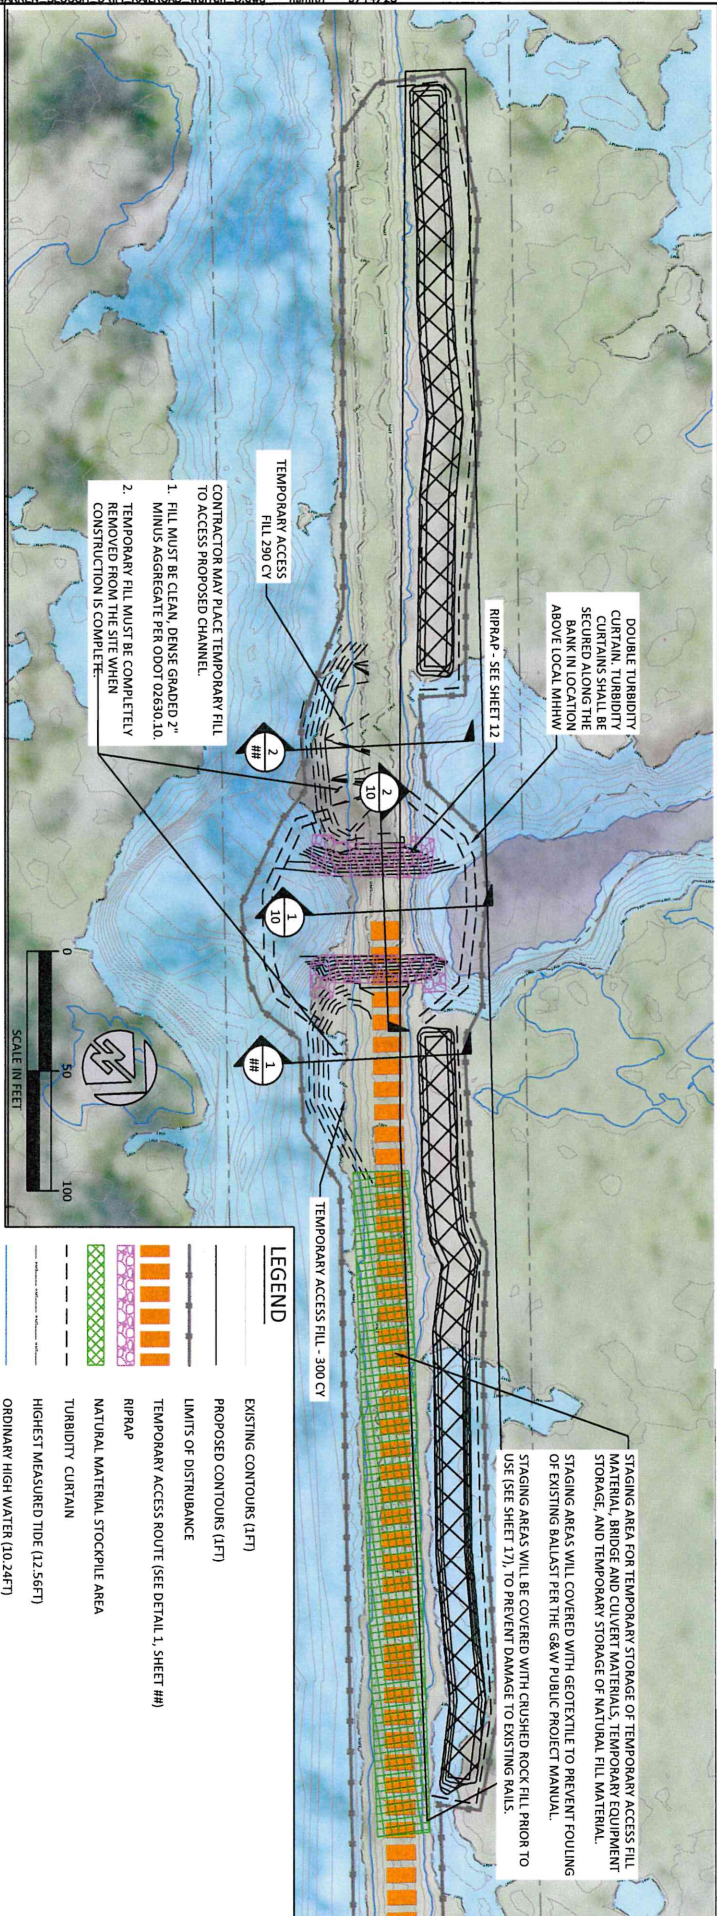 DOUBLE TURBIDITY
CURTAIN. TURBIDITY
CURTAINS SHALL BE
SECURED ALONG THE
BANK IN LOCATION
ABOVE LOCAL MHHW
RIPRAP - SEE SHEET 12
TEMPORARY ACCESS
FILL 290 CY
CONTRACTOR MAY PLACE TEMPORARY FILL
TO ACCESS PROPOSED CHANNEL.
1. FILL MUST BE CLEAN, DENSE GRADED 2"
MINUS AGGREGATE PER ODOT 02630.10.
2. TEMPORARY FILL MUST BE COMPLETELY
REMOVED FROM THE SITE WHEN
CONSTRUCTION IS COMPLETE.
2
##
2
10
1
10
1
##
TEMPORARY ACCESS FILL - 300 CY
STAGING AREA FOR TEMPORARY STORAGE OF TEMPORARY ACCESS FILL
MATERIAL, BRIDGE AND CULVERT MATERIALS, TEMPORARY EQUIPMENT
STORAGE, AND TEMPORARY STORAGE OF NATURAL FILL MATERIAL.
STAGING AREAS WILL COVERED WITH GEOTEXTILE TO PREVENT FOULING
OF EXISTING BALLAST PER THE G&W PUBLIC PROJECT MANUAL.
STAGING AREAS WILL BE COVERED WITH CRUSHED ROCK FILL PRIOR TO
USE (SEE SHEET 17), TO PREVENT DAMAGE TO EXISTING RAILS.
0
50
100
SCALE IN FEET
LEGEND
EXISTING CONTOURS (1FT)
PROPOSED CONTOURS (1FT)
LIMITS OF DISTRUBANCE
TEMPORARY ACCESS ROUTE (SEE DETAIL 1, SHEET ##)
RIPRAP
NATURAL MATERIAL STOCKPILE AREA
TURBIDITY CURTAIN
HIGHEST MEASURED TIDE (12.56FT)
ORDINARY HIGH WATER (10.24FT)